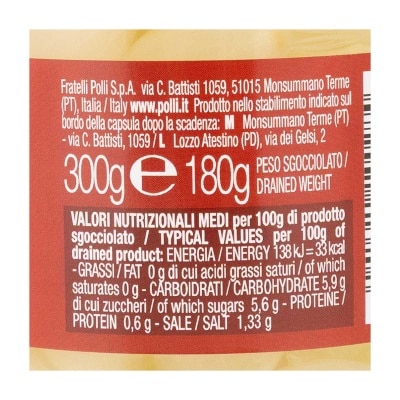 Fratelli Polli S.p.A. via C. Battisti 1059, 51015 Monsummano Terme
(PT), Italia / Italy www.polli.it Prodotto nello stabilimento indicato sul
bordo della capsula dopo la scadenza: M Monsummano Terme (PT)
- via C. Battisti, 1059 / L Lozzo Atestino (PD), via dei Gelsi, 2
300g e 180g PESO SGOCCIOLATO /
DRAINED WEIGHT
VALORI NUTRIZIONALI MEDI per 100g di prodotto
sgocciolato / TYPICAL VALUES per 100g of
drained product: ENERGIA / ENERGY 138 kJ = 33 kcal
- GRASSI / FAT 0 g di cui acidi grassi saturi / of which
saturates 0 g - CARBOIDRATI / CARBOHYDRATE 5,9 g
di cui zuccheri / of which sugars 5,6 g - PROTEINE /
PROTEIN 0,6 g - SALE / SALT 1,33 g